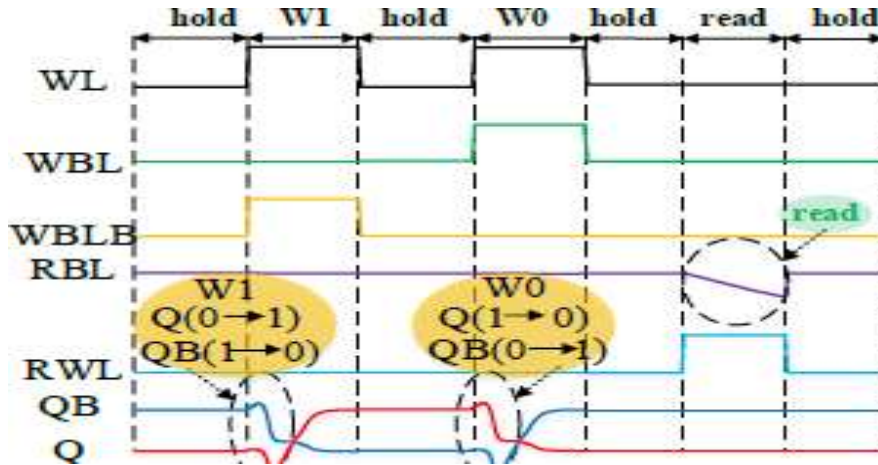 hold W1 hold W0 hold read hold
WL
WBL
WBLB
read
RBL
W1
Q(0→1)
QB(1→0)
W0
Q(1→0)
QB(0→1)
RWL
QB
Q